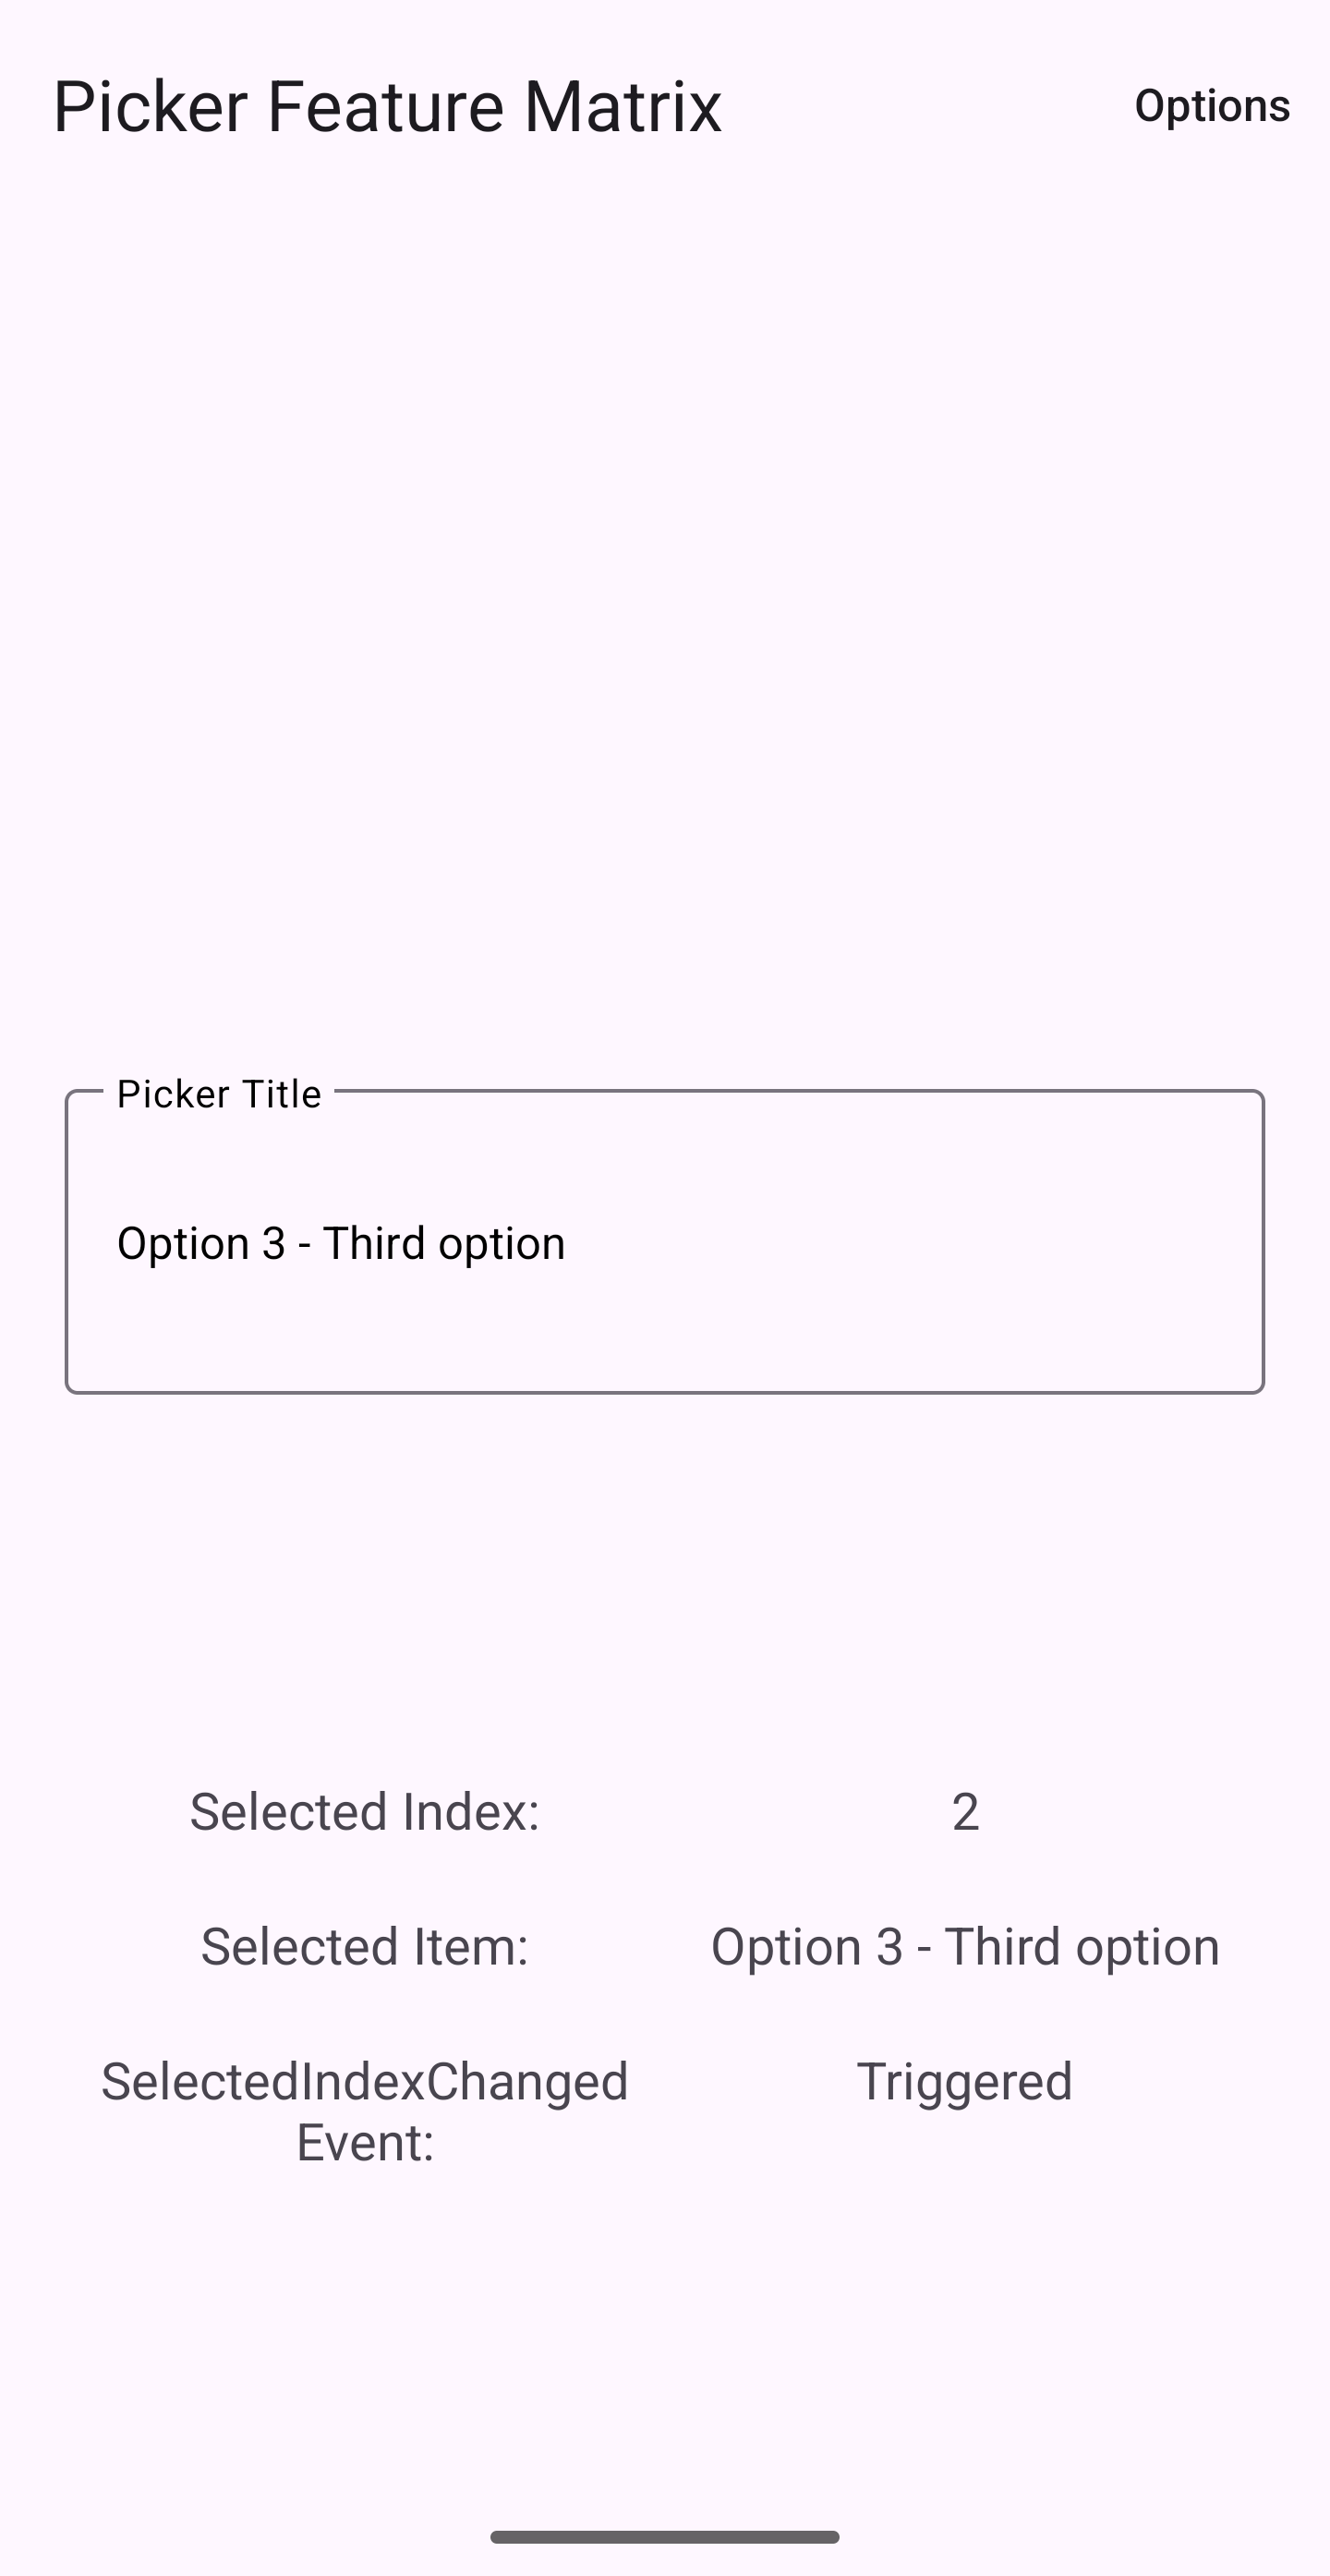 Picker Feature Matrix
Options
Picker Title
Option 3 - Third option
Selected Index:
2
Selected Item:
Option 3 - Third option
SelectedIndexChanged
Event:
Triggered